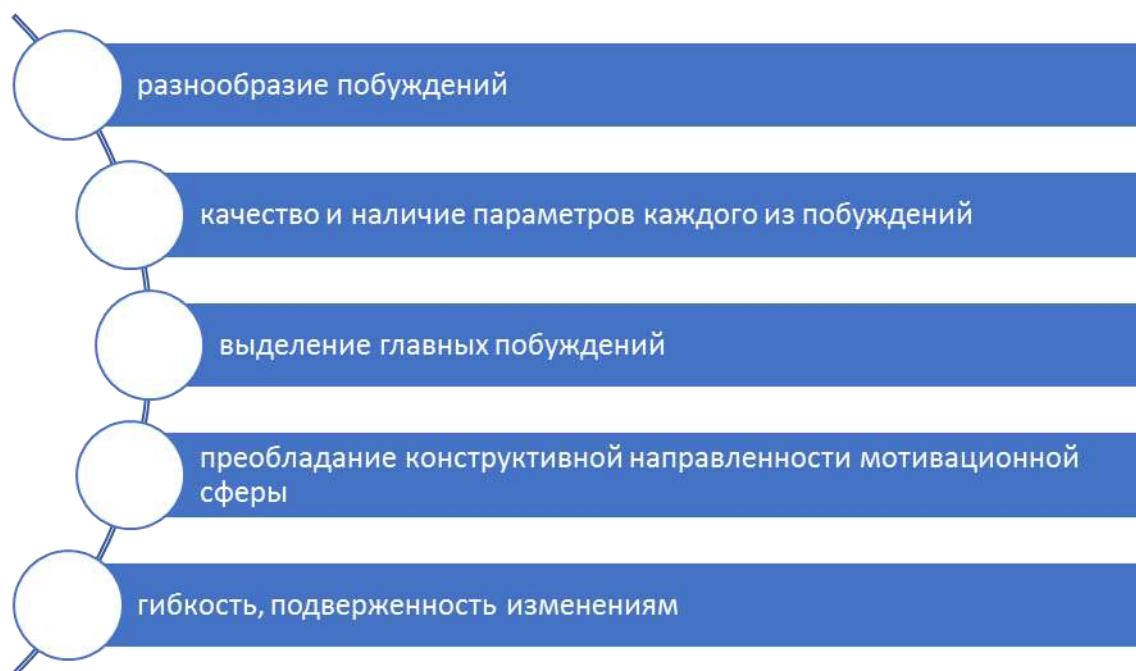 разнообразие побуждений
качество и наличие параметров каждого из побуждений
выделение главных побуждений
преобладание конструктивной направленности мотивационной
сферы
гибкость, подверженность изменениям